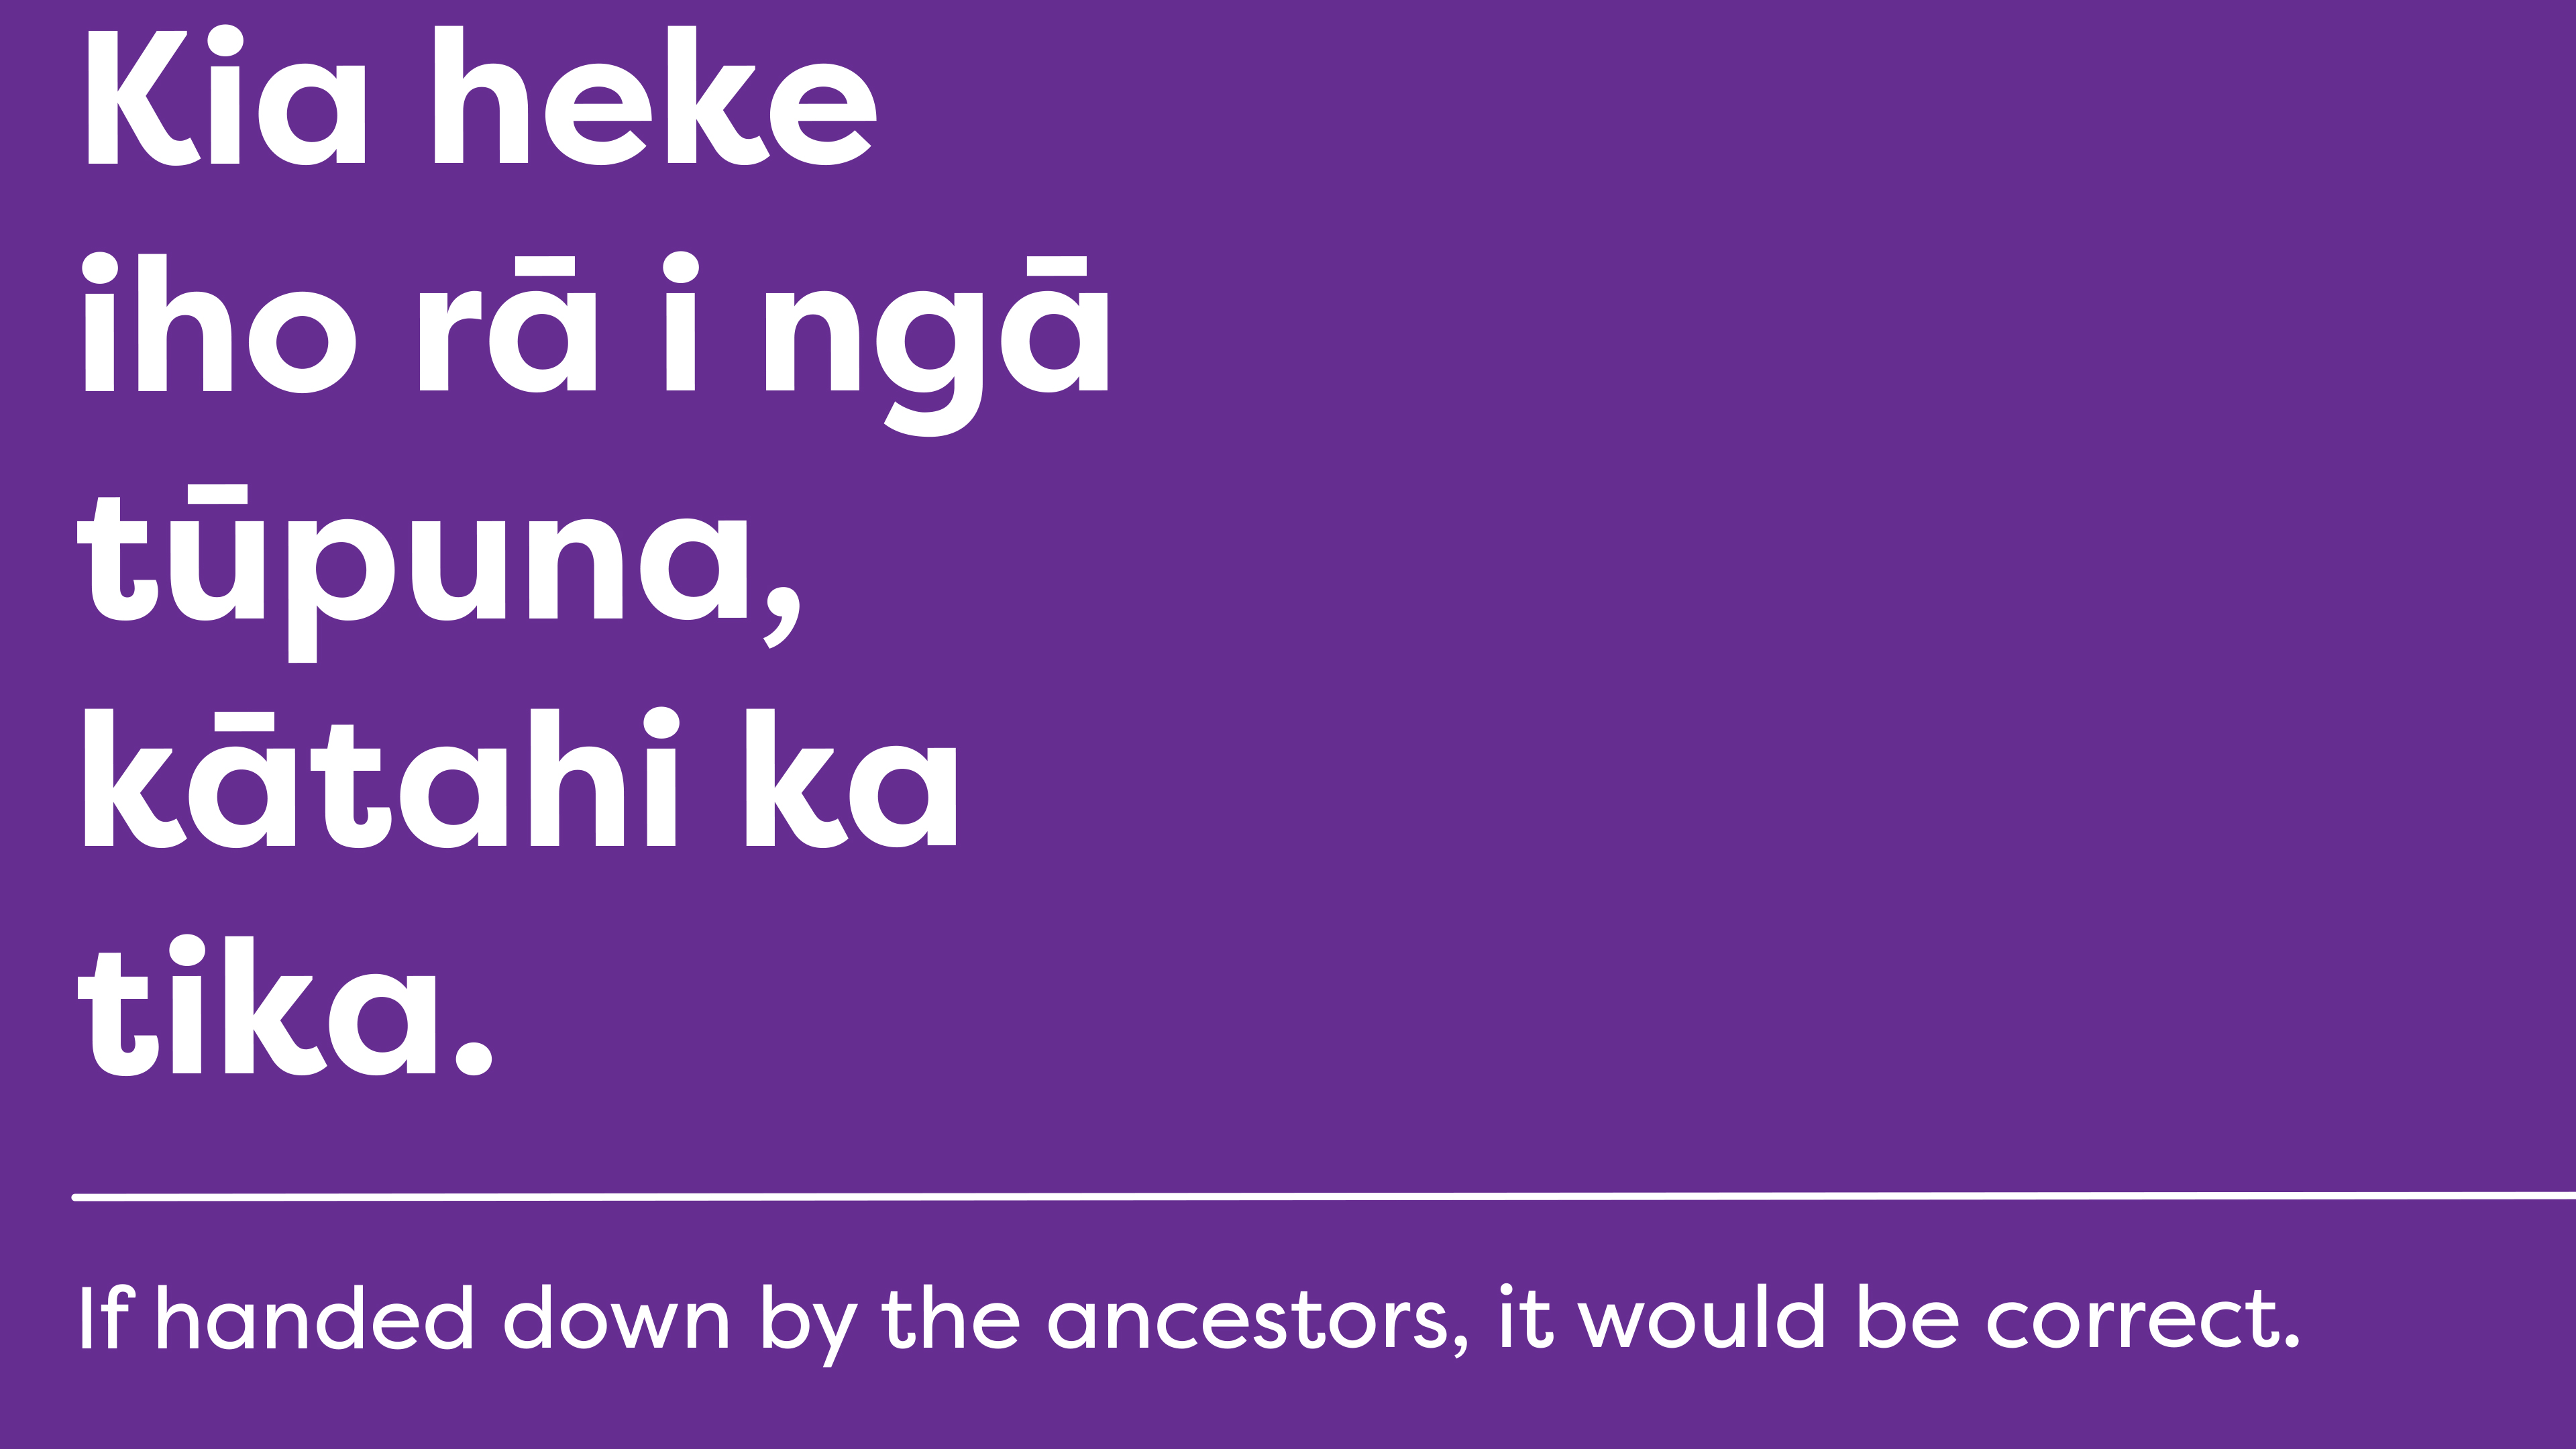 Kia heke
iho rā i ngā
tūpuna,
kātahi ka
tika.
If handed down by the ancestors, it would be correct.